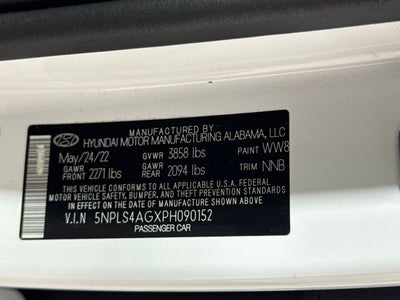 MANUFACTURED BY
HYUNDAI MOTOR MANUFACTURING ALABAMA, LLC
May/24/22 GVWR 3858 lbs PAINT WW8
GAWR FRONT 2271 lbs GAWR REAR 2094 lbs TRIM NNB
THIS VEHICLE CONFORMS TO ALL APPLICABLE U.S.A. FEDERAL
MOTOR VEHICLE SAFETY, BUMPER, AND THEFT PREVENTION STANDARDS
IN EFFECT ON THE DATE OF MANUFACTURE SHOWN ABOVE.
V.I.N 5NPLS4AGXPH090152
PASSENGER CAR